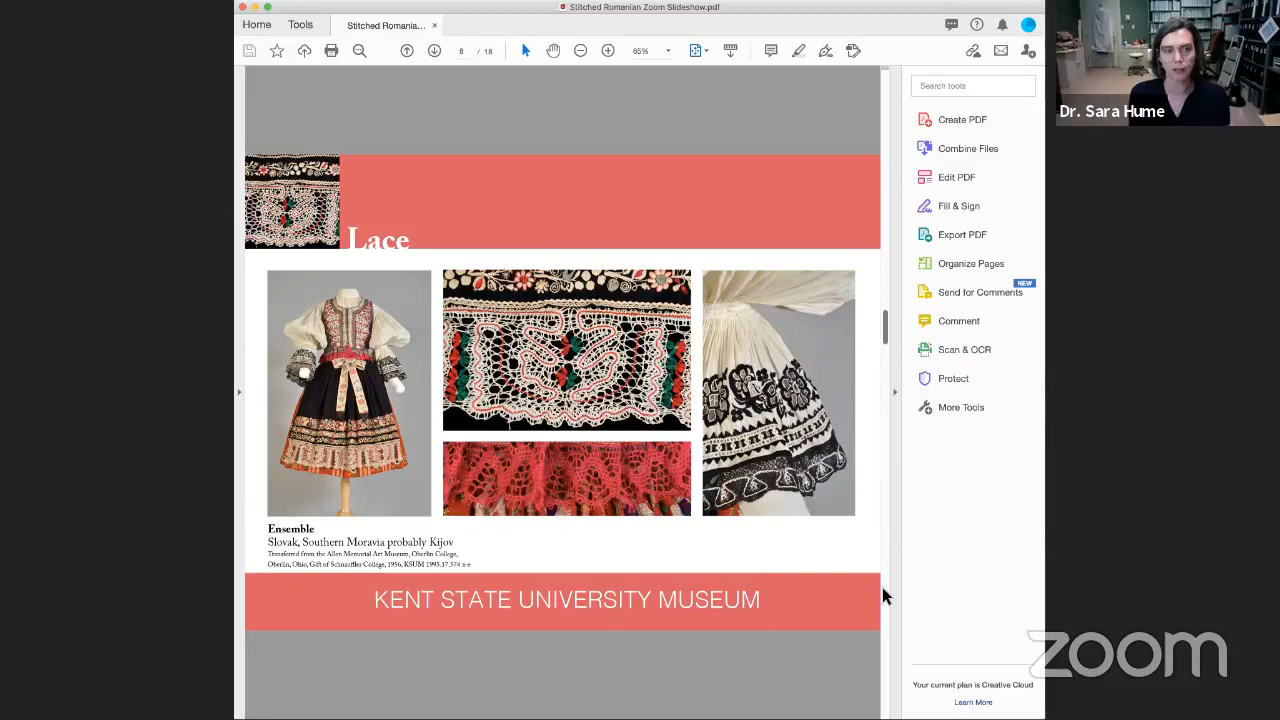 Stitched Romanian Zoom Slideshow.pdf
Home
Tools
Stitched Romanian... ×
8 / 18
65%
Dr. Sara Hume
Search tools
Create PDF
Combine Files
Edit PDF
Fill & Sign
Export PDF
Organize Pages
NEW
Send for Comments
Comment
Scan & OCR
Protect
More Tools
Lace
Ensemble
Slovak, Southern Moravia probably Kijov
Transferred from the Allen Memorial Art Museum, Oberlin College,
Oberlin, Ohio, Gift of Schnauffler College, 1956, KSUM 1995.17.374 a-e
KENT STATE UNIVERSITY MUSEUM
Your current plan is Creative Cloud
Learn More
zoom